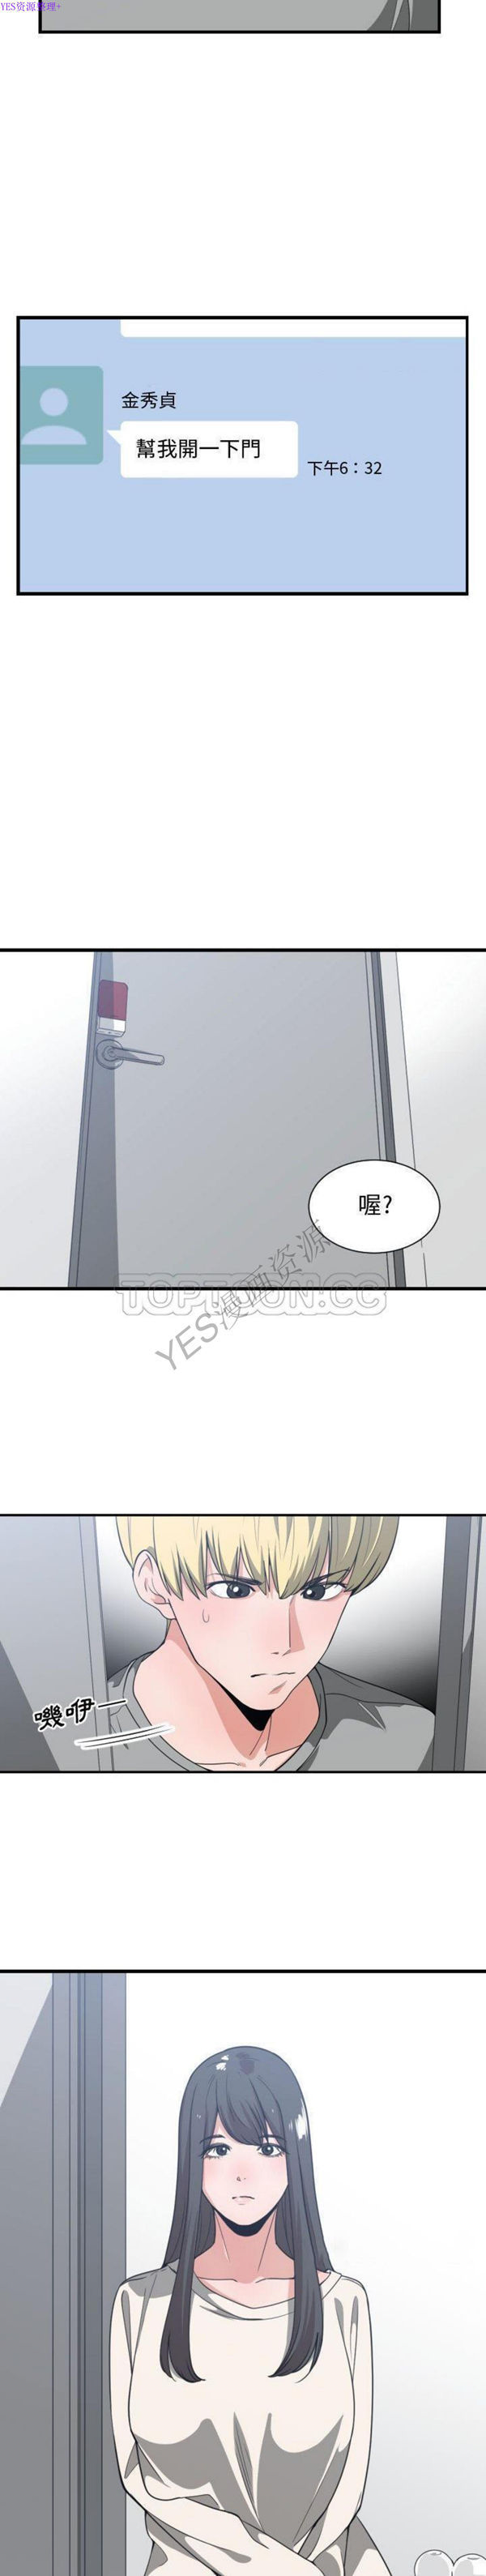 YES资源整理+
金秀貞
幫我開一下門
下午6：32
喔?
TOPTOON.CC
YES漫画资源
嘰咿—